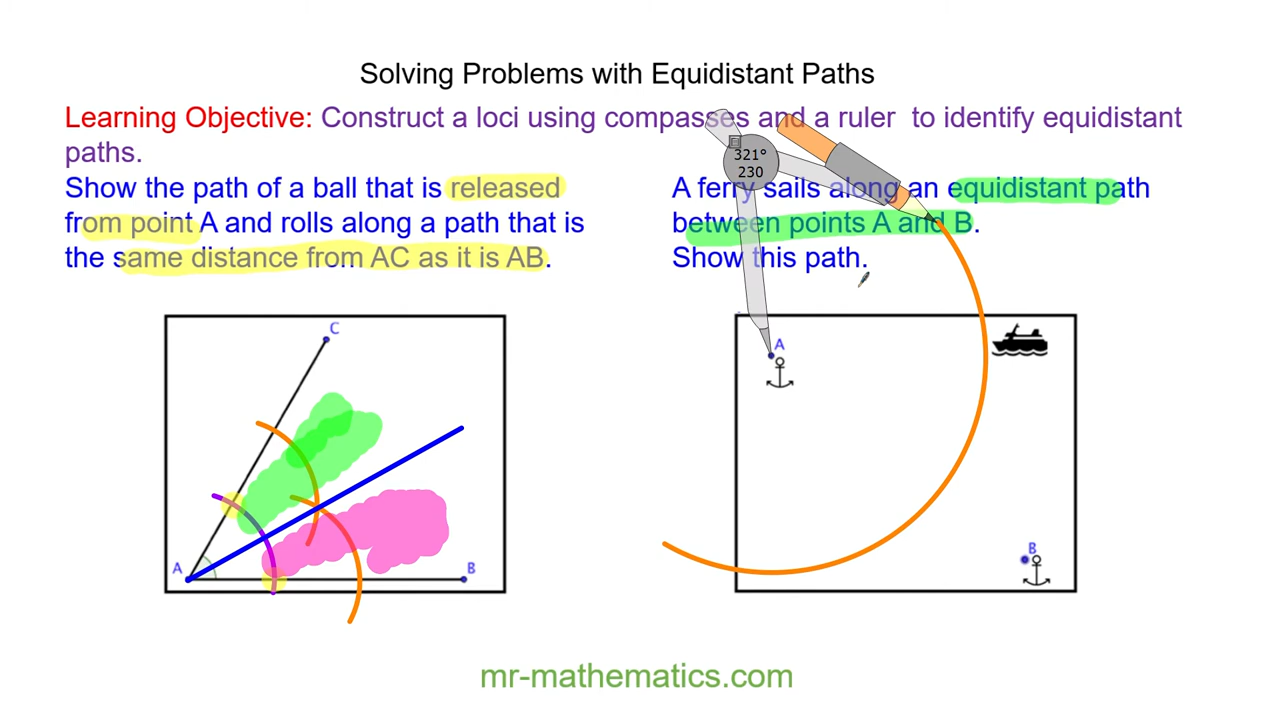 Solving Problems with Equidistant Paths
Learning Objective: Construct a loci using compasses and a ruler to identify equidistant
paths.
Show the path of a ball that is released
from point A and rolls along a path that is
the same distance from AC as it is AB.
A ferry sails along an equidistant path
between points A and B.
Show this path.
321°
230
C
A
B
A
B
mr-mathematics.com